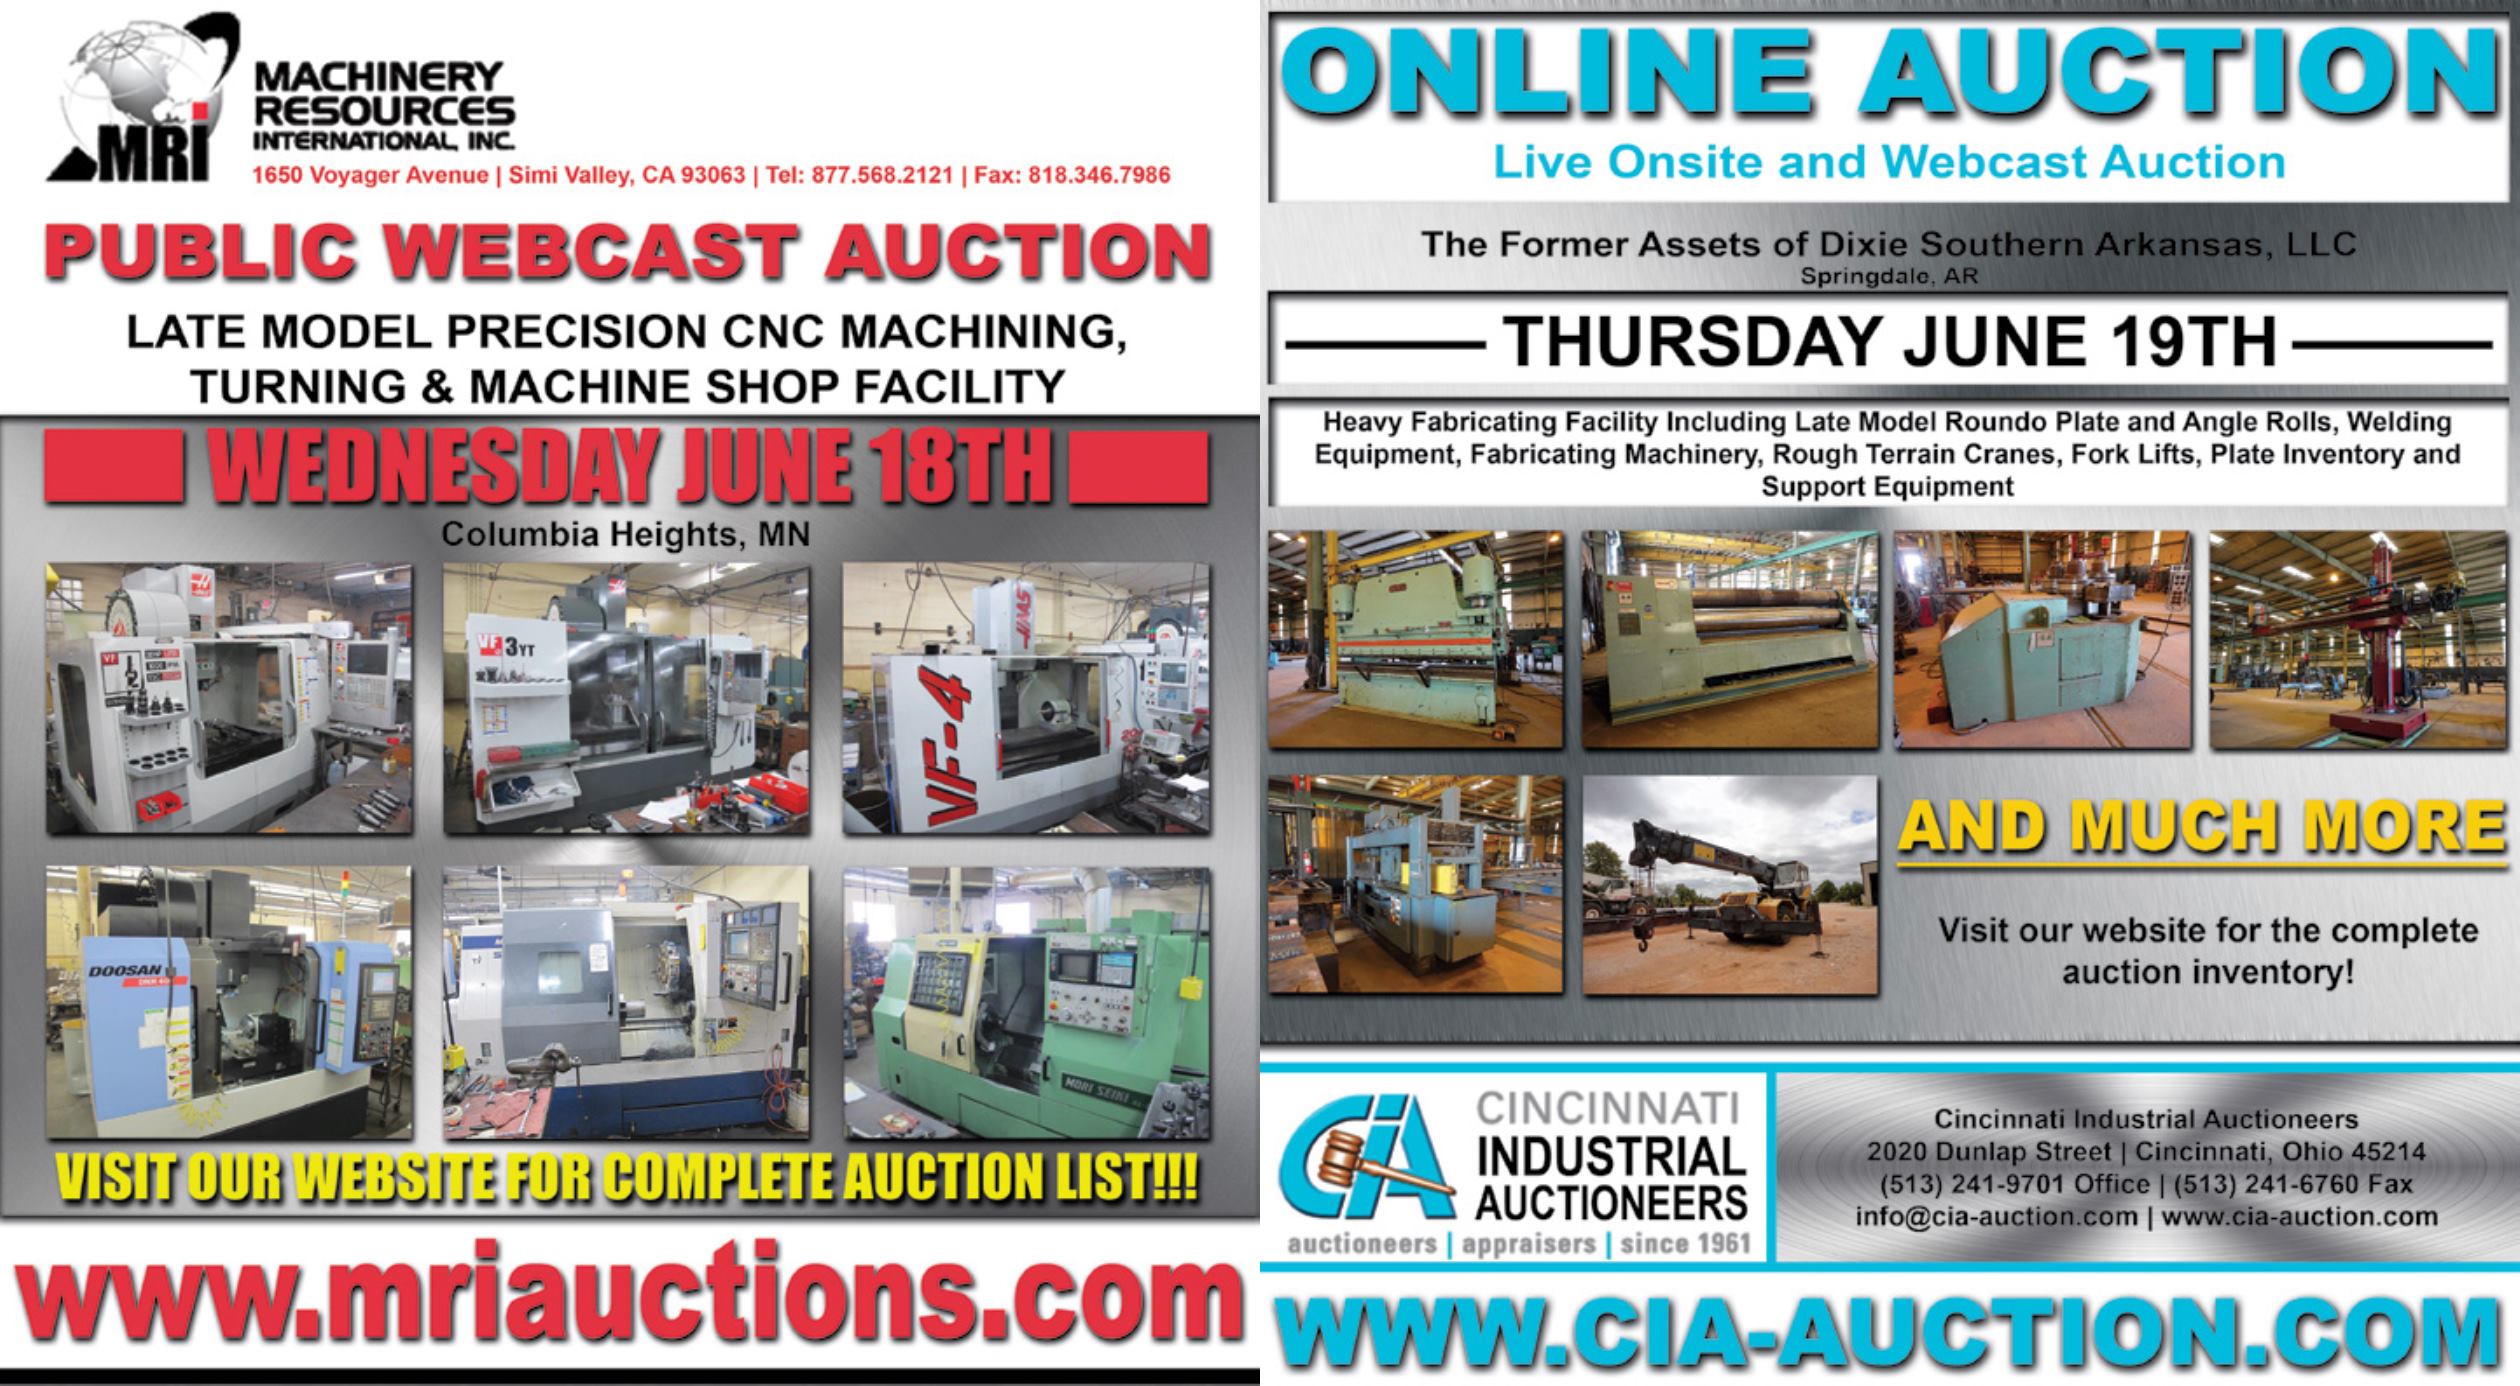 MRi
MACHINERY
RESOURCES
INTERNATIONAL, INC.
1650 Voyager Avenue | Simi Valley, CA 93063 | Tel: 877.568.2121 | Fax: 818.346.7986
PUBLIC WEBCAST AUCTION
LATE MODEL PRECISION CNC MACHINING,
TURNING & MACHINE SHOP FACILITY
WEDNESDAY JUNE 18TH
Columbia Heights, MN
VF
2
VF 3YT
HAAS
VF-4
DOOSAN
MORI SEIKI
VISIT OUR WEBSITE FOR COMPLETE AUCTION LIST!!!
www.mriauctions.com
ONLINE AUCTION
Live Onsite and Webcast Auction
The Former Assets of Dixie Southern Arkansas, LLC
Springdale, AR
THURSDAY JUNE 19TH
Heavy Fabricating Facility Including Late Model Roundo Plate and Angle Rolls, Welding
Equipment, Fabricating Machinery, Rough Terrain Cranes, Fork Lifts, Plate Inventory and
Support Equipment
AND MUCH MORE
Visit our website for the complete
auction inventory!
CIA
CINCINNATI
INDUSTRIAL
AUCTIONEERS
auctioneers | appraisers | since 1961
Cincinnati Industrial Auctioneers
2020 Dunlap Street | Cincinnati, Ohio 45214
(513) 241-9701 Office | (513) 241-6760 Fax
info@cia-auction.com | www.cia-auction.com
WWW.CIA-AUCTION.COM